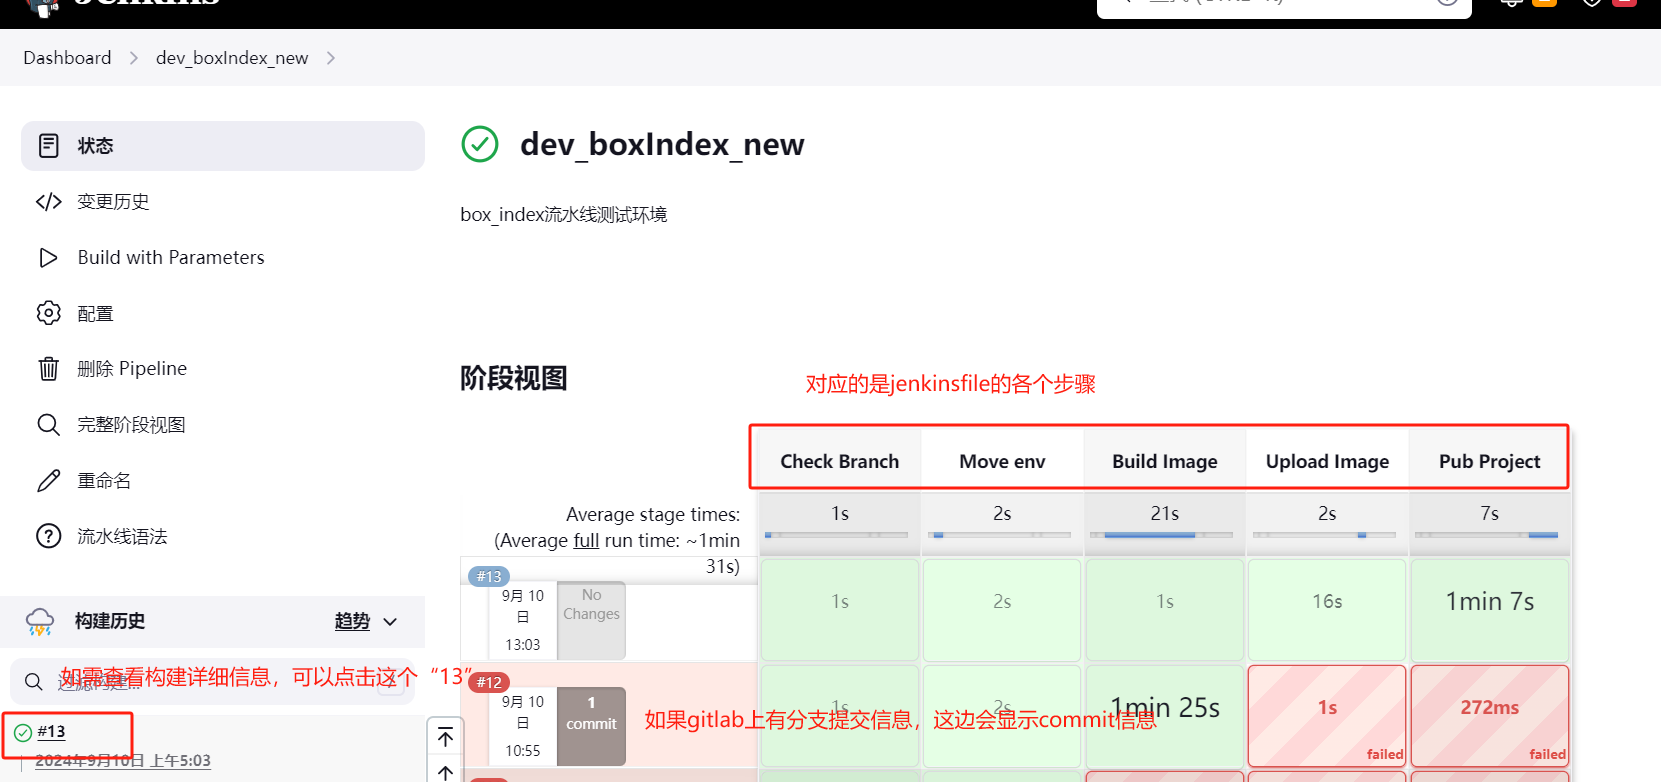 Jenkins
Dashboard
dev_boxIndex_new
状态
变更历史
Build with Parameters
配置
删除 Pipeline
完整阶段视图
重命名
流水线语法
构建历史
趋势
如需查看构建详细信息，可以点击这个“13”
#13
2024年9月10日 上午5:03
dev_boxIndex_new
box_index流水线测试环境
阶段视图
对应的是jenkinsfile的各个步骤
Check Branch
Move env
Build Image
Upload Image
Pub Project
Average stage times:
(Average full run time: ~1min
31s)
1s
2s
21s
2s
7s
#13
9月 10
日
13:03
No
Changes
1s
2s
1s
16s
1min 7s
#12
9月 10
日
10:55
1
commit
如果gitlab上有分支提交信息，这边会显示commit信息
1s
2s
1min 25s
1s
failed
272ms
failed